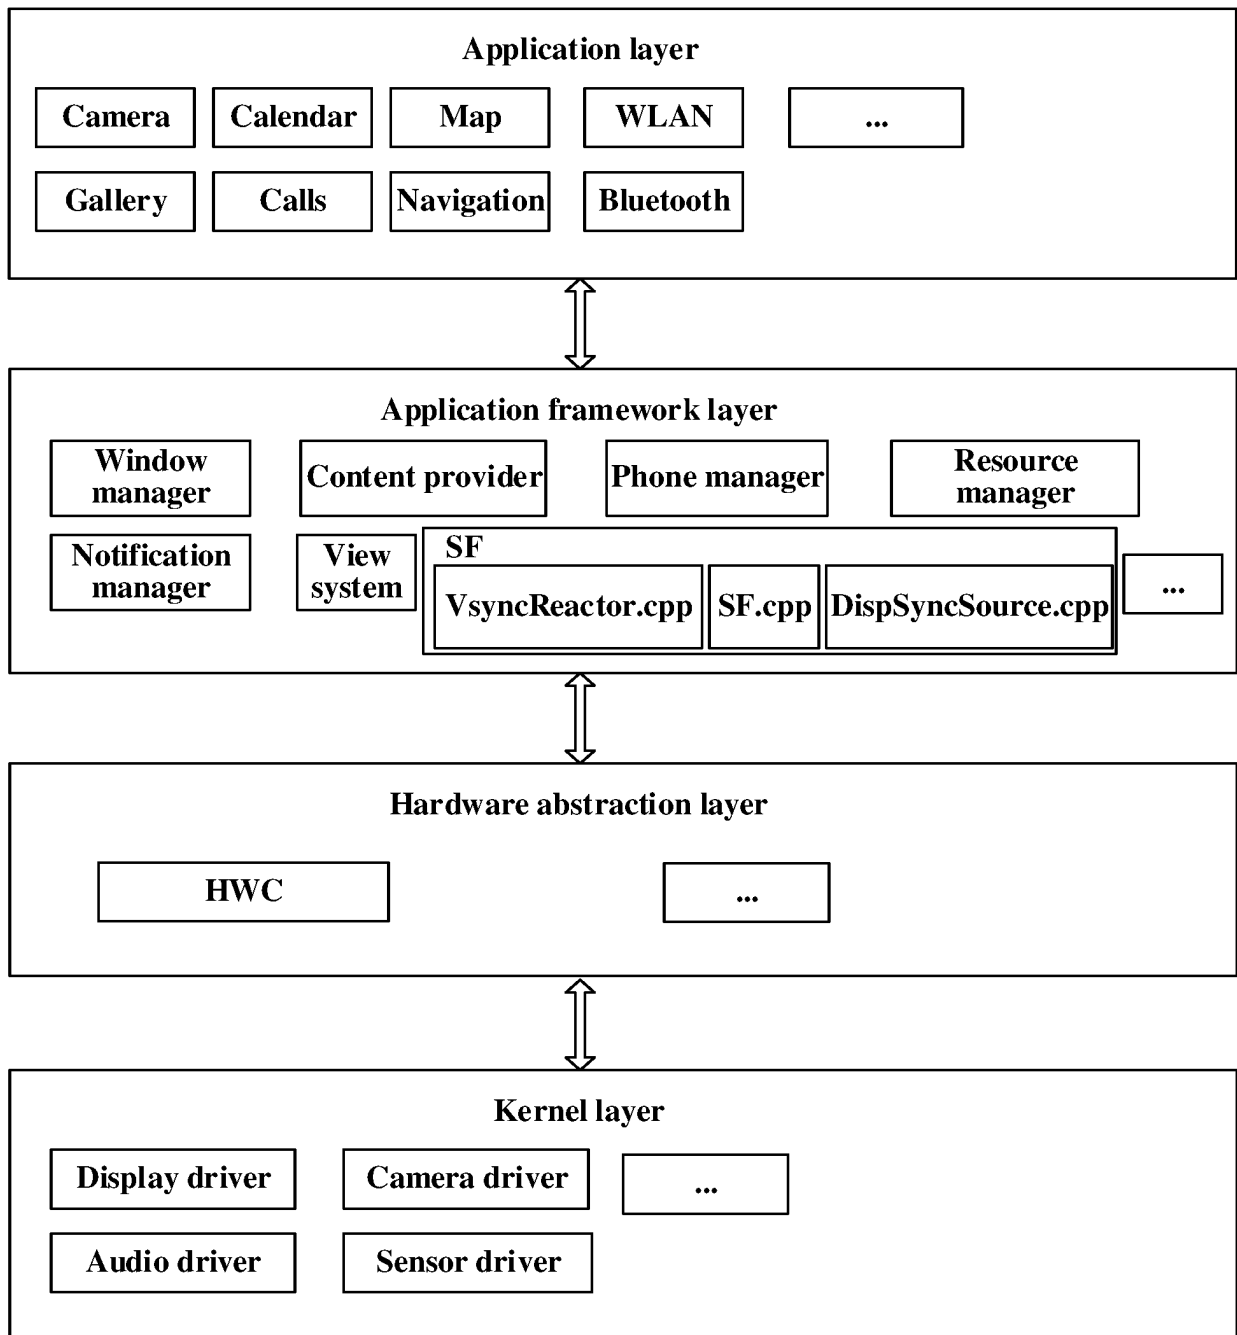 Application layer
Camera
Calendar
Map
WLAN
...
Gallery
Calls
Navigation
Bluetooth
Application framework layer
Window
manager
Content provider
Phone manager
Resource
manager
Notification
manager
View
system
SF
VsyncReactor.cpp
SF.cpp
DispSyncSource.cpp
...
Hardware abstraction layer
HWC
...
Kernel layer
Display driver
Camera driver
...
Audio driver
Sensor driver